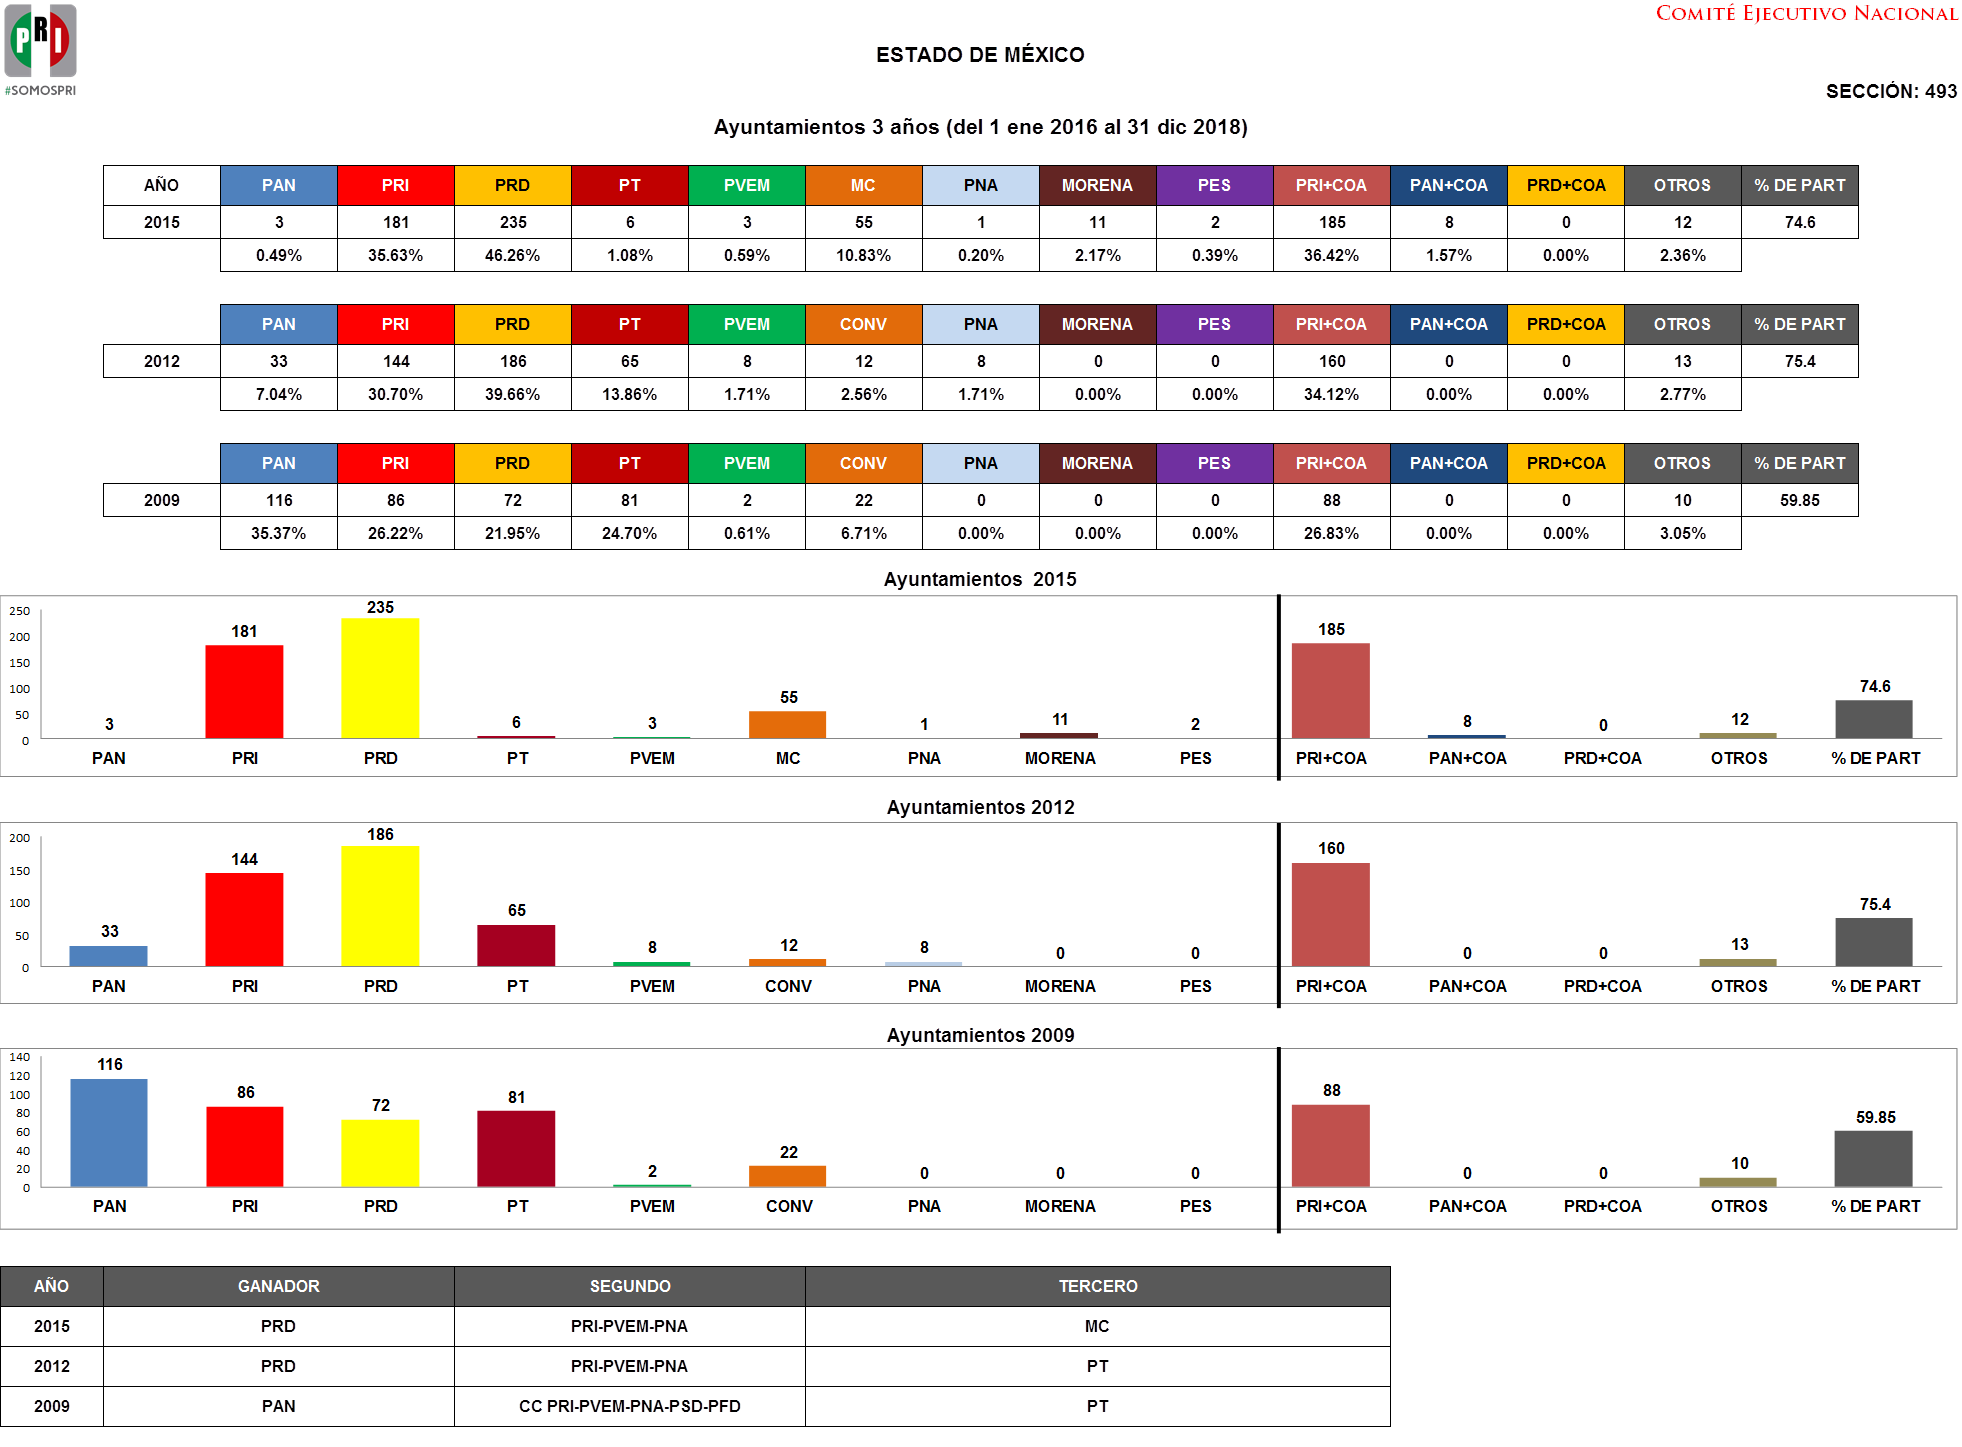 PRI
#SOMOSPRI
COMITÉ EJECUTIVO NACIONAL
ESTADO DE MÉXICO
SECCIÓN: 493
Ayuntamientos 3 años (del 1 ene 2016 al 31 dic 2018)
AÑO PAN PRI PRD PT PVEM MC PNA MORENA PES PRI+COA PAN+COA PRD+COA OTROS % DE PART
2015 3 181 235 6 3 55 1 11 2 185 8 0 12 74.6
0.49% 35.63% 46.26% 1.08% 0.59% 10.83% 0.20% 2.17% 0.39% 36.42% 1.57% 0.00% 2.36%
PAN PRI PRD PT PVEM CONV PNA MORENA PES PRI+COA PAN+COA PRD+COA OTROS % DE PART
2012 33 144 186 65 8 12 8 0 0 160 0 0 13 75.4
7.04% 30.70% 39.66% 13.86% 1.71% 2.56% 1.71% 0.00% 0.00% 34.12% 0.00% 0.00% 2.77%
PAN PRI PRD PT PVEM CONV PNA MORENA PES PRI+COA PAN+COA PRD+COA OTROS % DE PART
2009 116 86 72 81 2 22 0 0 0 88 0 0 10 59.85
35.37% 26.22% 21.95% 24.70% 0.61% 6.71% 0.00% 0.00% 0.00% 26.83% 0.00% 0.00% 3.05%
Ayuntamientos 2015
250
200
150
100
50
0
3 181 235 6 3 55 1 11 2 185 8 0 12 74.6
PAN PRI PRD PT PVEM MC PNA MORENA PES PRI+COA PAN+COA PRD+COA OTROS % DE PART
Ayuntamientos 2012
200
150
100
50
0
33 144 186 65 8 12 8 0 0 160 0 0 13 75.4
PAN PRI PRD PT PVEM CONV PNA MORENA PES PRI+COA PAN+COA PRD+COA OTROS % DE PART
Ayuntamientos 2009
140
120
100
80
60
40
20
0
116 86 72 81 2 22 0 0 0 88 0 0 10 59.85
PAN PRI PRD PT PVEM CONV PNA MORENA PES PRI+COA PAN+COA PRD+COA OTROS % DE PART
AÑO GANADOR SEGUNDO TERCERO
2015 PRD PRI-PVEM-PNA MC
2012 PRD PRI-PVEM-PNA PT
2009 PAN CC PRI-PVEM-PNA-PSD-PFD PT